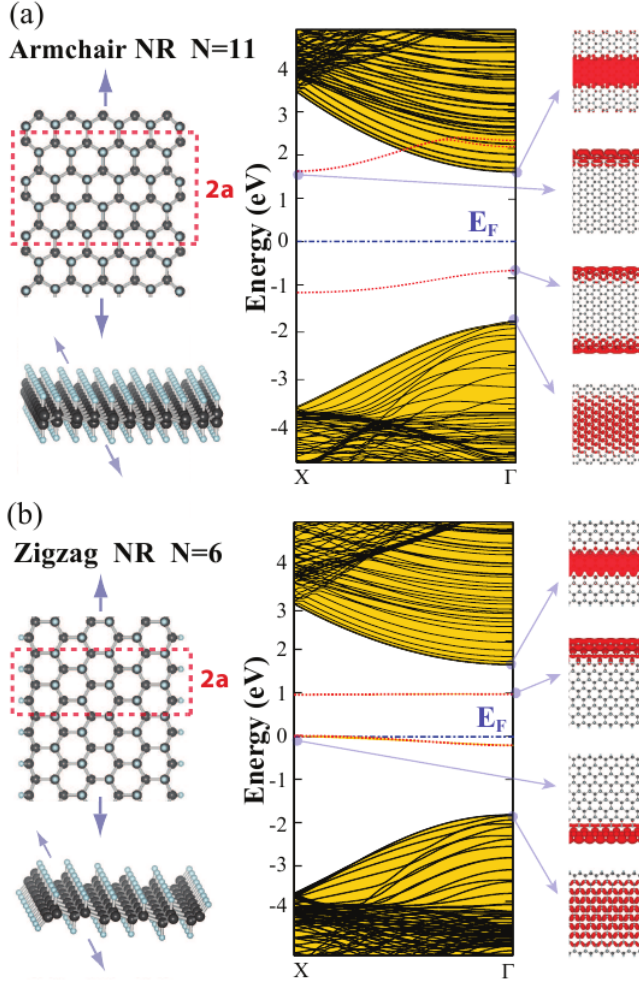 (a)
Armchair NR N=11
2a
Energy (eV)
4
3
2
1
0
-1
-2
-3
-4
E_F
X
Γ
(b)
Zigzag NR N=6
2a
Energy (eV)
4
3
2
1
0
-1
-2
-3
-4
E_F
X
Γ